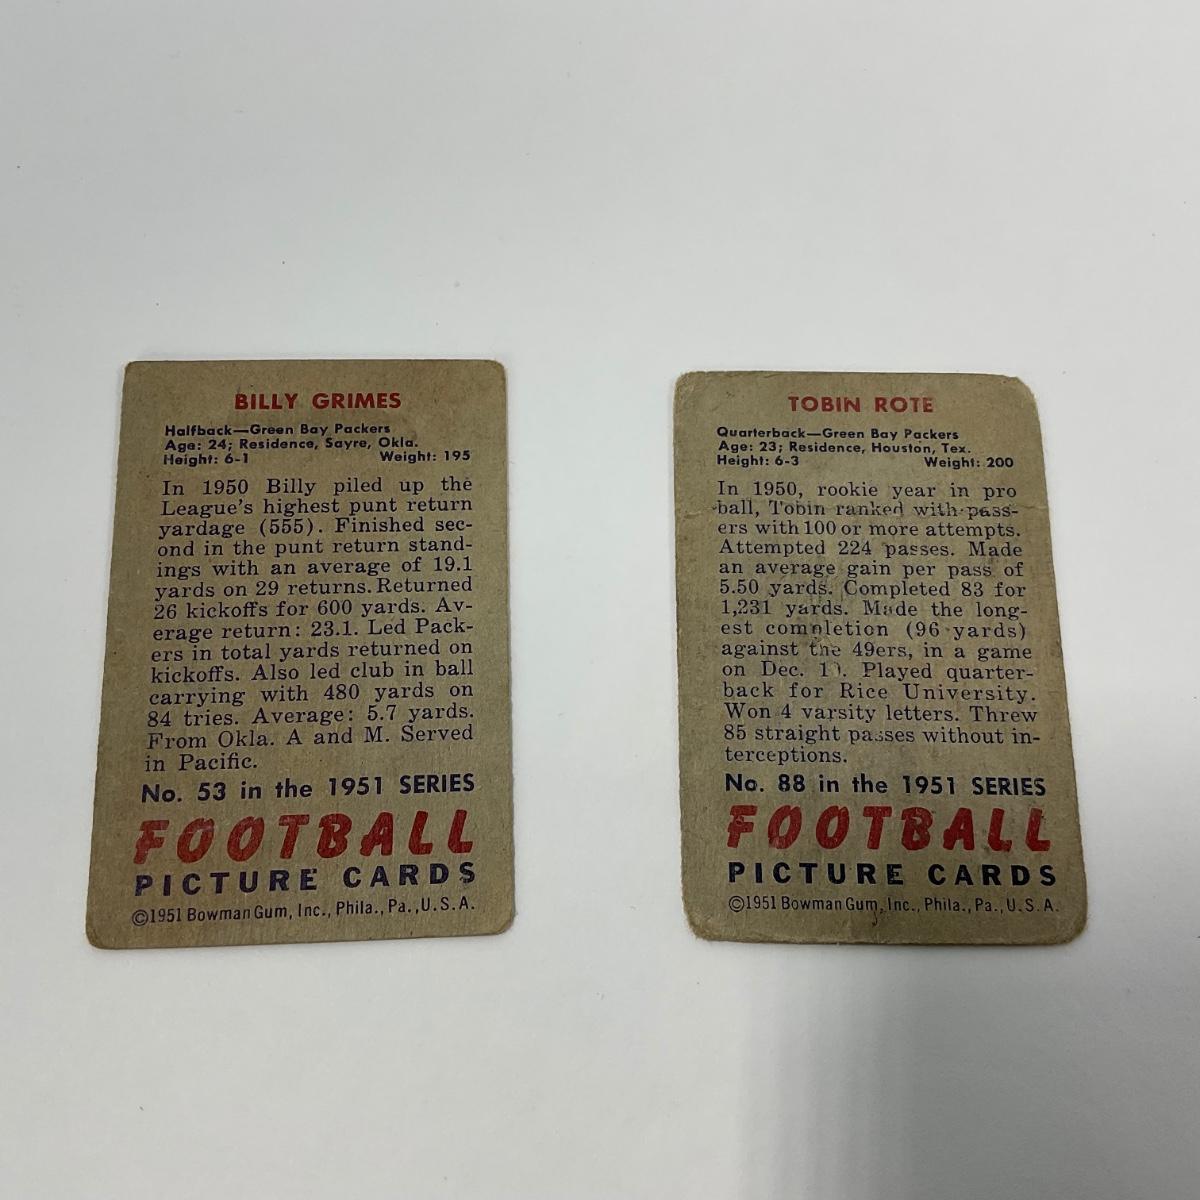 BILLY GRIMES
Halfback—Green Bay Packers
Age: 24; Residence, Sayre, Okla.
Height: 6-1 Weight: 195
In 1950 Billy piled up the
League's highest punt return
yardage (555). Finished sec-
ond in the punt return stand-
ings with an average of 19.1
yards on 29 returns. Returned
26 kickoffs for 600 yards. Av-
erage return: 23.1. Led Pack-
ers in total yards returned on
kickoffs. Also led club in ball
carrying with 480 yards on
84 tries. Average: 5.7 yards.
From Okla. A and M. Served
in Pacific.
No. 53 in the 1951 SERIES
FOOTBALL
PICTURE CARDS
©1951 Bowman Gum, Inc., Phila., Pa., U.S.A.
TOBIN ROTE
Quarterback—Green Bay Packers
Age: 23; Residence, Houston, Tex.
Height: 6-3 Weight: 200
In 1950, rookie year in pro
ball, Tobin ranked with pass-
ers with 100 or more attempts.
Attempted 224 passes. Made
an average gain per pass of
5.50 yards. Completed 83 for
1,231 yards. Made the long-
est completion (96 yards)
against the 49ers, in a game
on Dec. Played quarter-
back for Rice University.
Won 4 varsity letters. Threw
85 straight passes without in-
terceptions.
No. 88 in the 1951 SERIES
FOOTBALL
PICTURE CARDS
©1951 Bowman Gum, Inc., Phila., Pa., U.S.A.